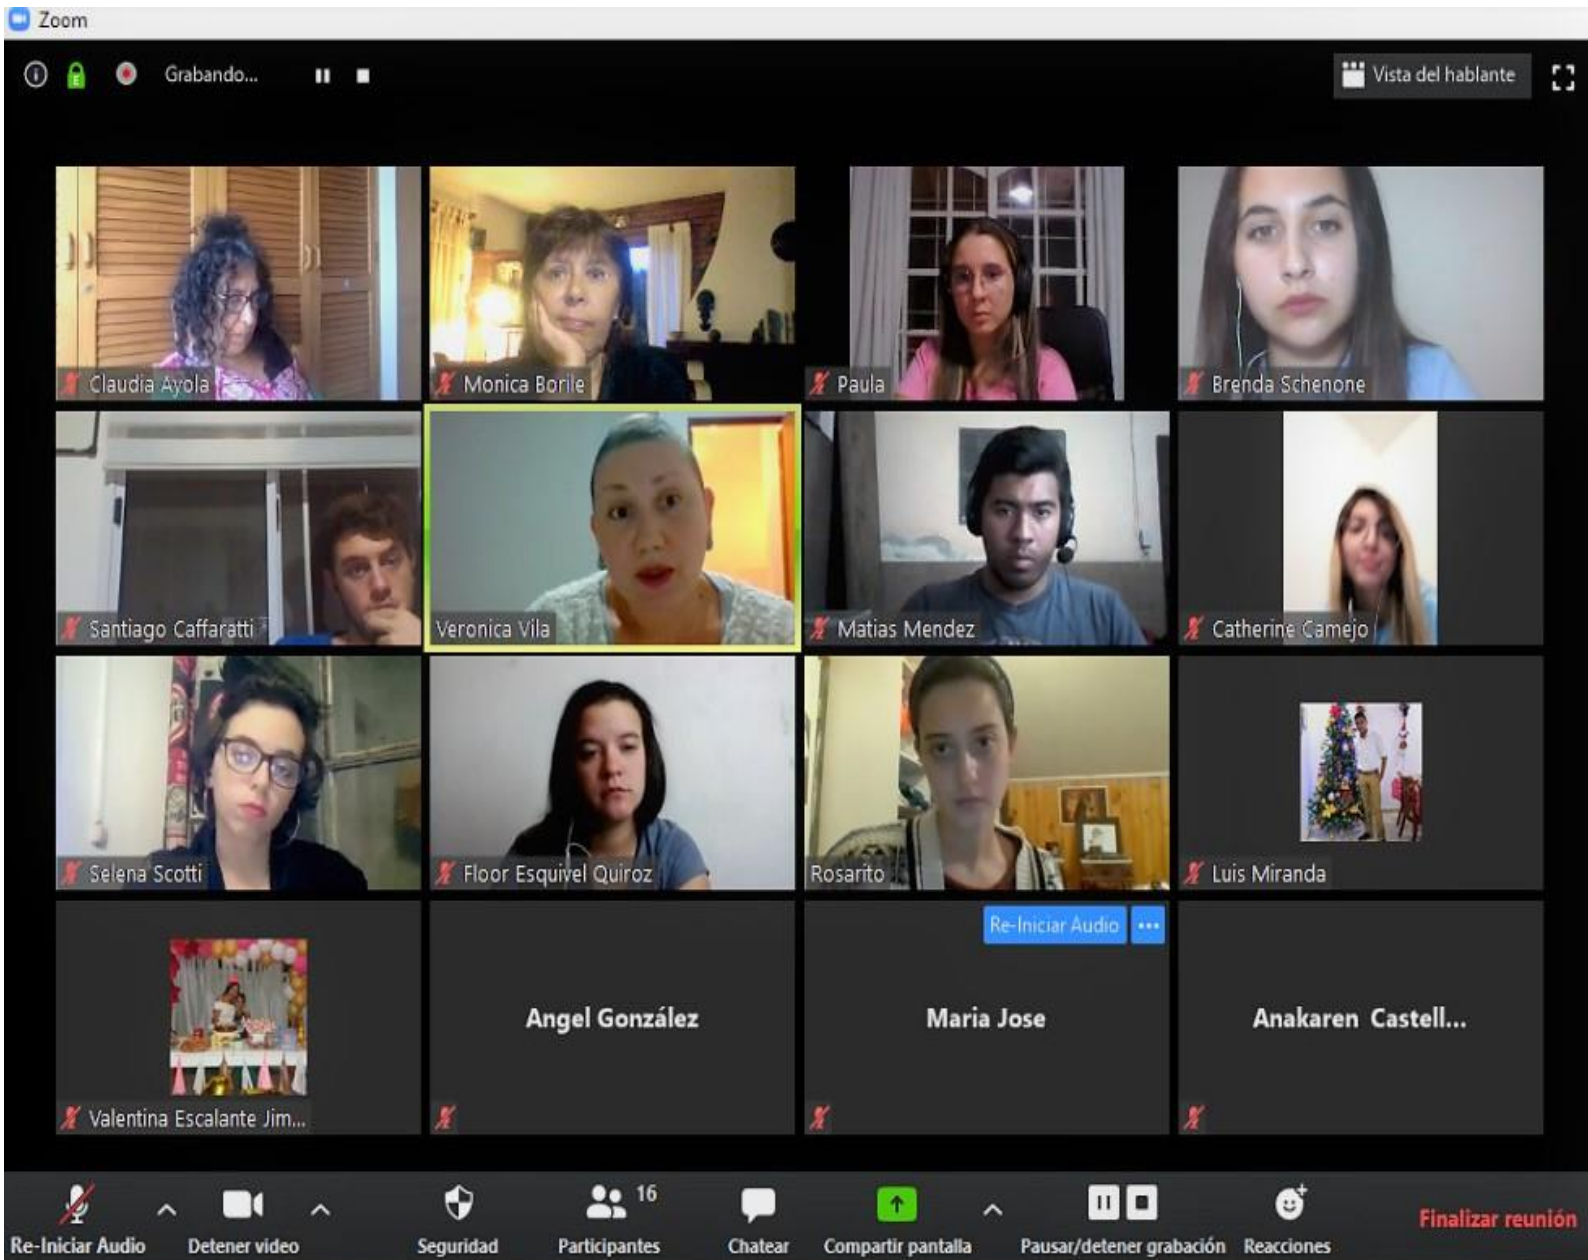 Zoom
Grabando...
Vista del hablante
Claudia Ayola
Monica Borile
Paula
Brenda Schenone
Santiago Caffaratti
Veronica Vila
Matias Mendez
Catherine Camejo
Selena Scotti
Floor Esquivel Quiroz
Rosarito
Luis Miranda
Valentina Escalante Jim...
Angel González
Re-Iniciar Audio
Maria Jose
Anakaren Castell...
Re-Iniciar Audio
Detener video
Seguridad
Participantes
16
Chatear
Compartir pantalla
Pausar/detener grabación
Reacciones
Finalizar reunión